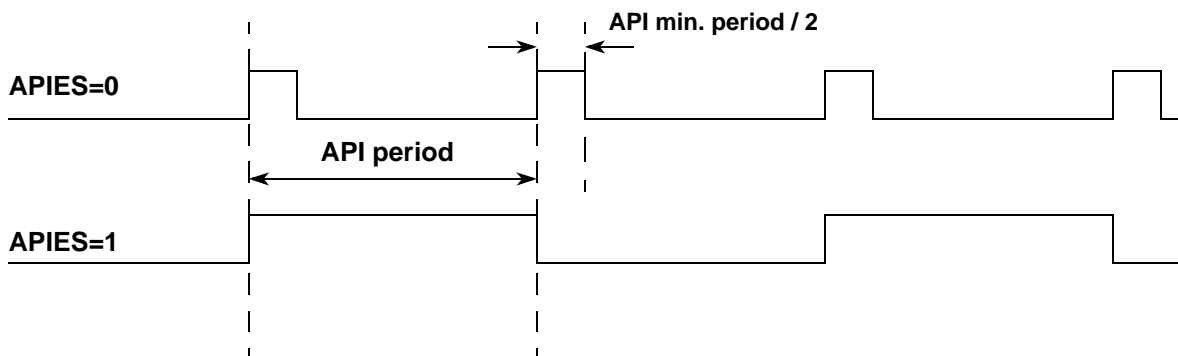 API min. period / 2
APIES=0
API period
APIES=1